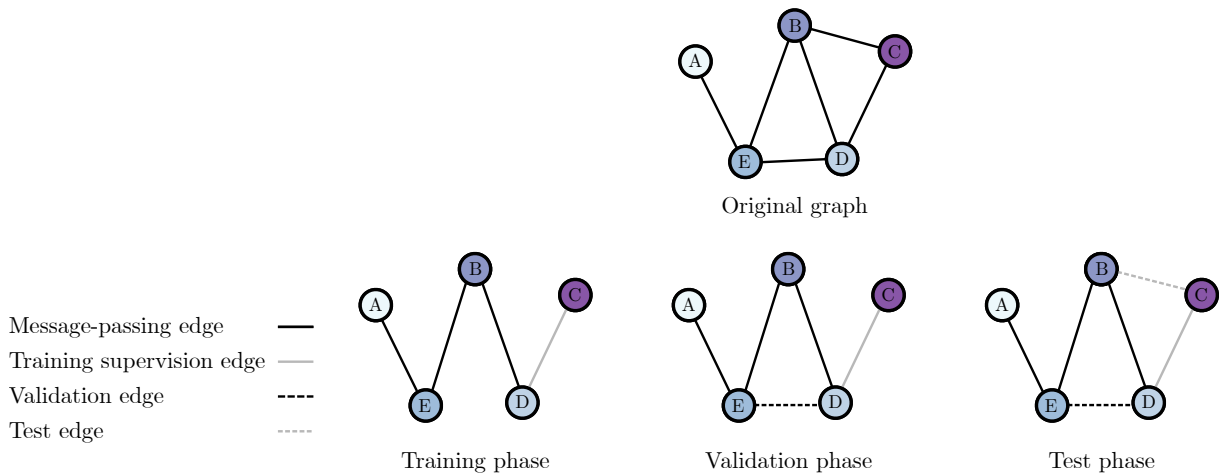 B
A
C
E
D
Original graph
Message-passing edge
Training supervision edge
Validation edge
Test edge
B
A
C
E
D
Training phase
B
A
C
E
D
Validation phase
B
A
C
E
D
Test phase